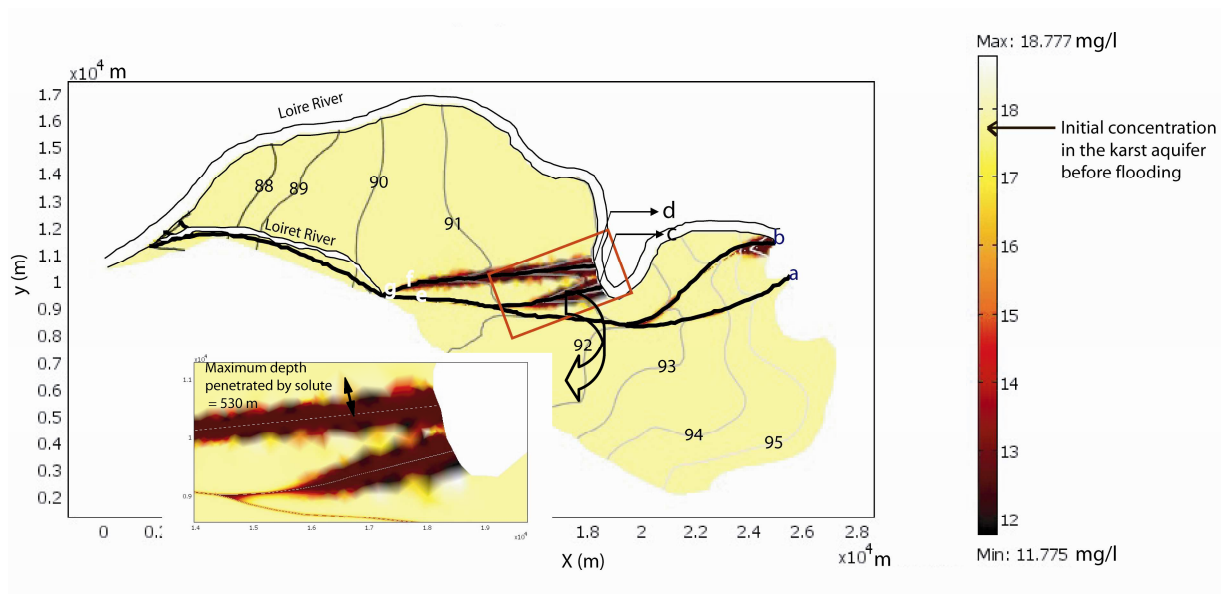 Max: 18.777 mg/l
x10⁴ m
1.7
1.6
1.5
1.4
1.3
1.2
1.1
1
0.9
0.8
0.7
0.6
0.5
0.4
0.3
0.2
y (m)
Loire River
Loiret River
88
89
90
91
92
93
94
95
d
c
b
a
f
g
e
18
17
16
15
14
13
12
Initial concentration
in the karst aquifer
before flooding
x10⁴
Maximum depth
penetrated by solute
= 530 m
1.1
1
0.9
1.4
1.5
1.6
1.7
1.8
1.9
x10⁴
0
1.8
2
2.2
2.4
2.6
2.8
x10⁴ m
X (m)
Min: 11.775 mg/l